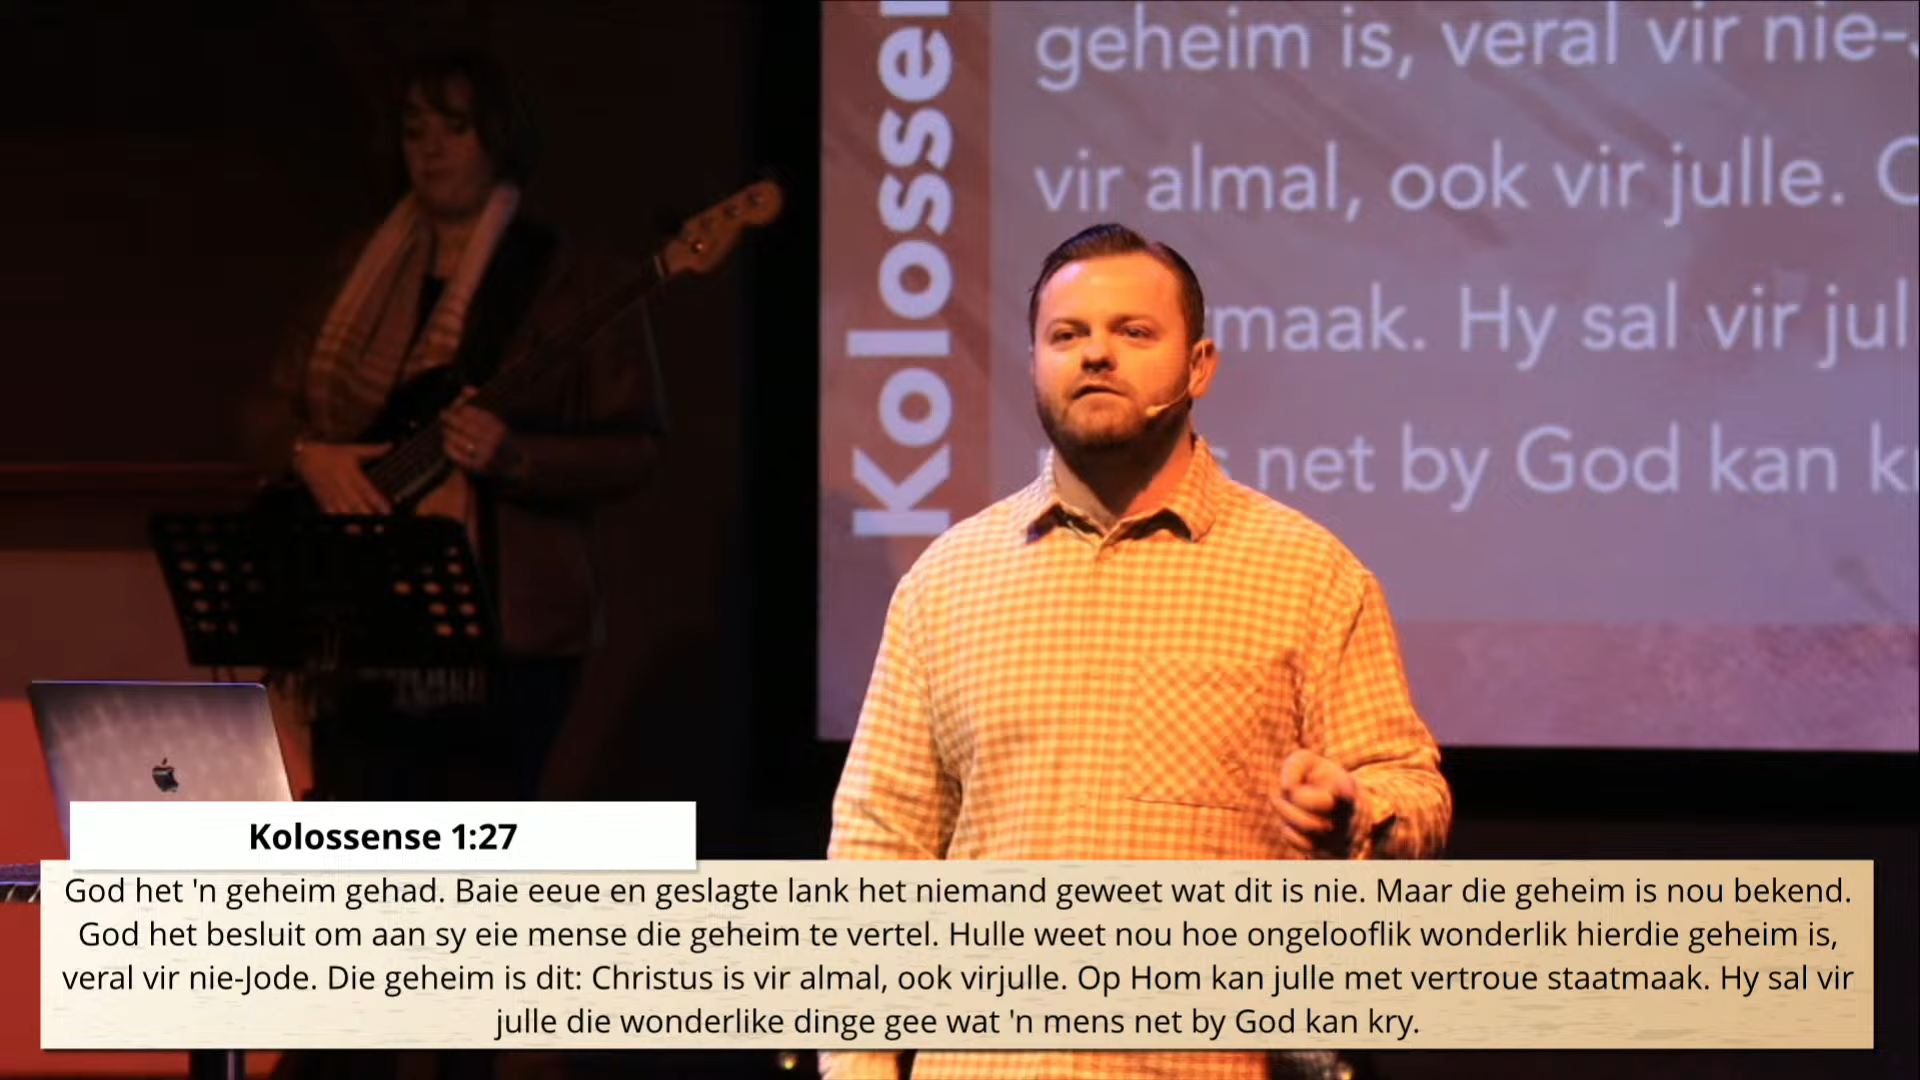 Kolosse
geheim is, veral vir nie-
vir almal, ook vir julle.
maak. Hy sal vir jul
net by God kan
Kolossense 1:27
God het 'n geheim gehad. Baie eeue en geslagte lank het niemand geweet wat dit is nie. Maar die geheim is nou bekend.
God het besluit om aan sy eie mense die geheim te vertel. Hulle weet nou hoe ongelooflik wonderlik hierdie geheim is,
veral vir nie-Jode. Die geheim is dit: Christus is vir almal, ook virjulle. Op Hom kan julle met vertroue staatmaak. Hy sal vir
julle die wonderlike dinge gee wat 'n mens net by God kan kry.